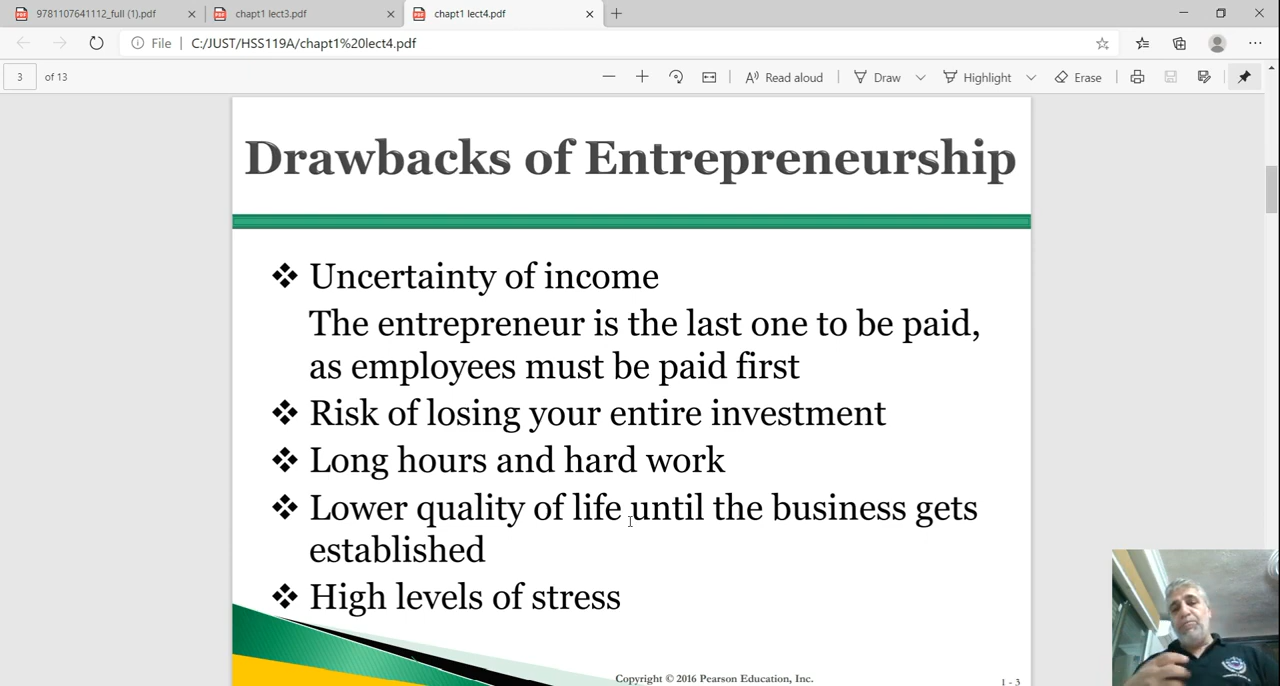 9781107641112_full (1).pdf
chapt1 lect3.pdf
chapt1 lect4.pdf
File
C:/JUST/HSS119A/chapt1%20lect4.pdf
3 of 13
Read aloud
Draw
Highlight
Erase
Drawbacks of Entrepreneurship
❖ Uncertainty of income
The entrepreneur is the last one to be paid,
as employees must be paid first
❖ Risk of losing your entire investment
❖ Long hours and hard work
❖ Lower quality of life until the business gets
established
❖ High levels of stress
Copyright © 2016 Pearson Education, Inc.
1 - 3